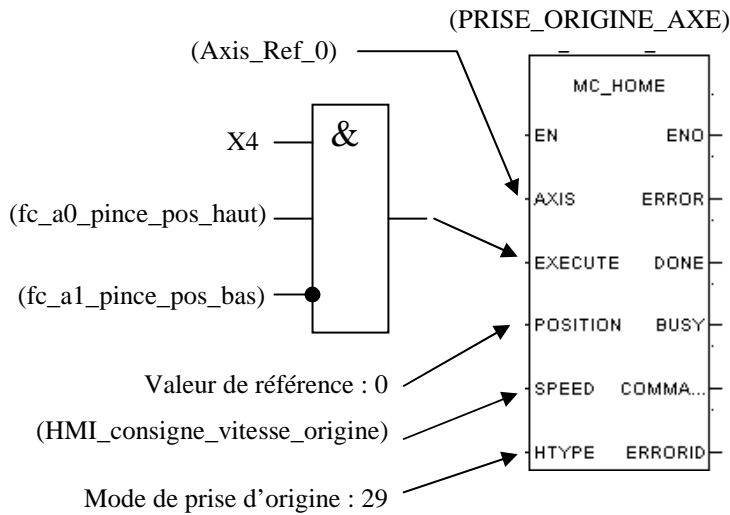 (PRISE_ORIGINE_AXE)
(Axis_Ref_0)
MC_HOME
X4
&
EN ENO
(fc_a0_pince_pos_haut)
AXIS ERROR
(fc_a1_pince_pos_bas)
EXECUTE DONE
POSITION BUSY
Valeur de référence : 0
SPEED COMMA...
(HMI_consigne_vitesse_origine)
HTYPE ERRORID
Mode de prise d’origine : 29